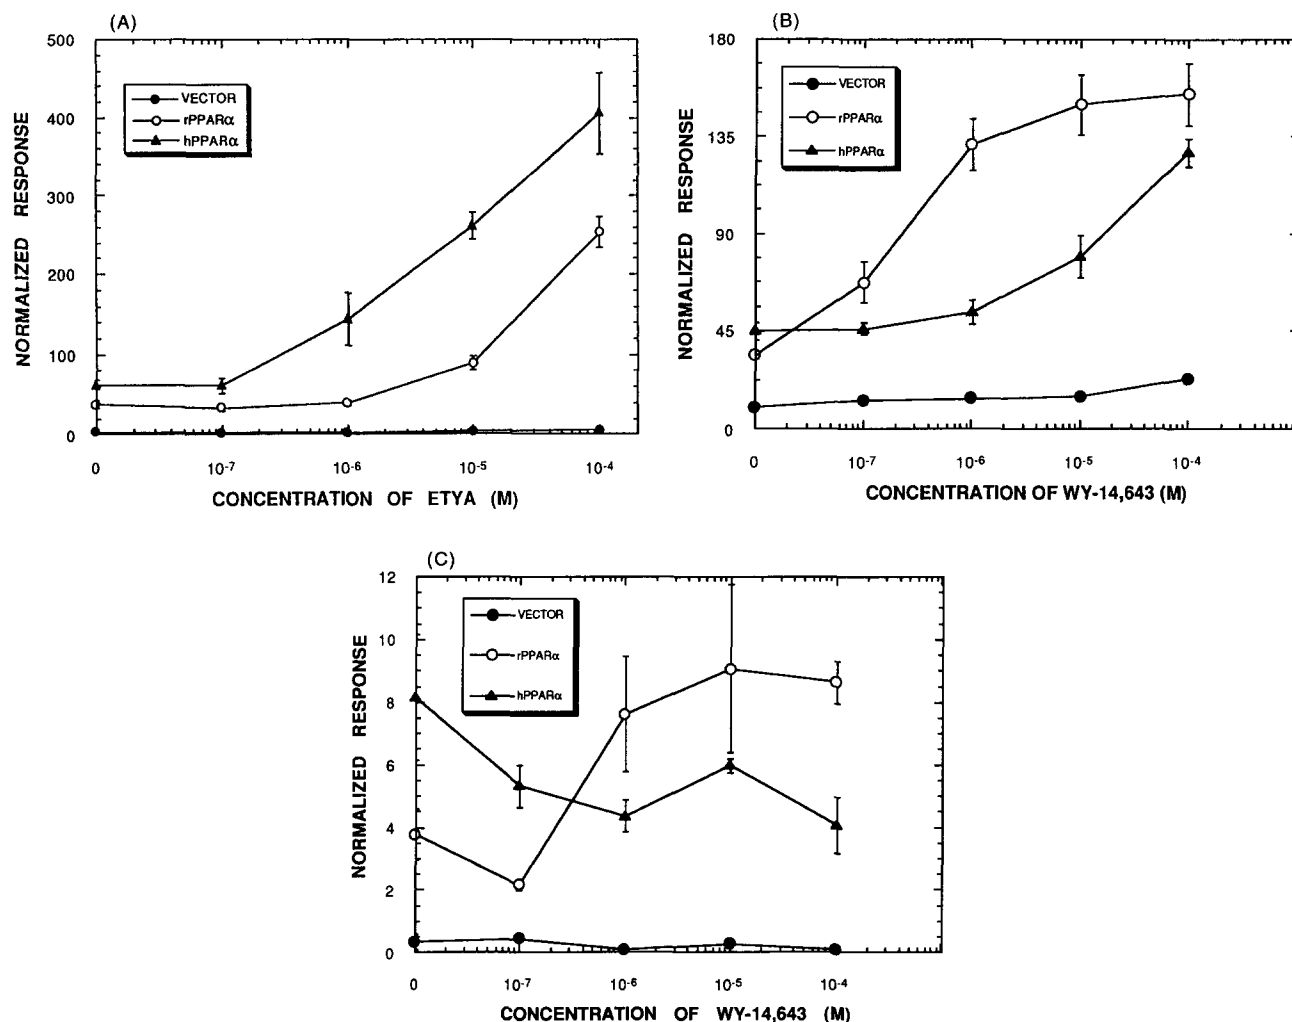 (A)
500
400
300
200
100
0
NORMALIZED RESPONSE
VECTOR
rPPARα
hPPARα
0 10-7 10-6 10-5 10-4
CONCENTRATION OF ETYA (M)
(B)
180
135
90
45
0
NORMALIZED RESPONSE
VECTOR
rPPARα
hPPARα
0 10-7 10-6 10-5 10-4
CONCENTRATION OF WY-14,643 (M)
(C)
12
10
8
6
4
2
0
NORMALIZED RESPONSE
VECTOR
rPPARα
hPPARα
0 10-7 10-6 10-5 10-4
CONCENTRATION OF WY-14,643 (M)